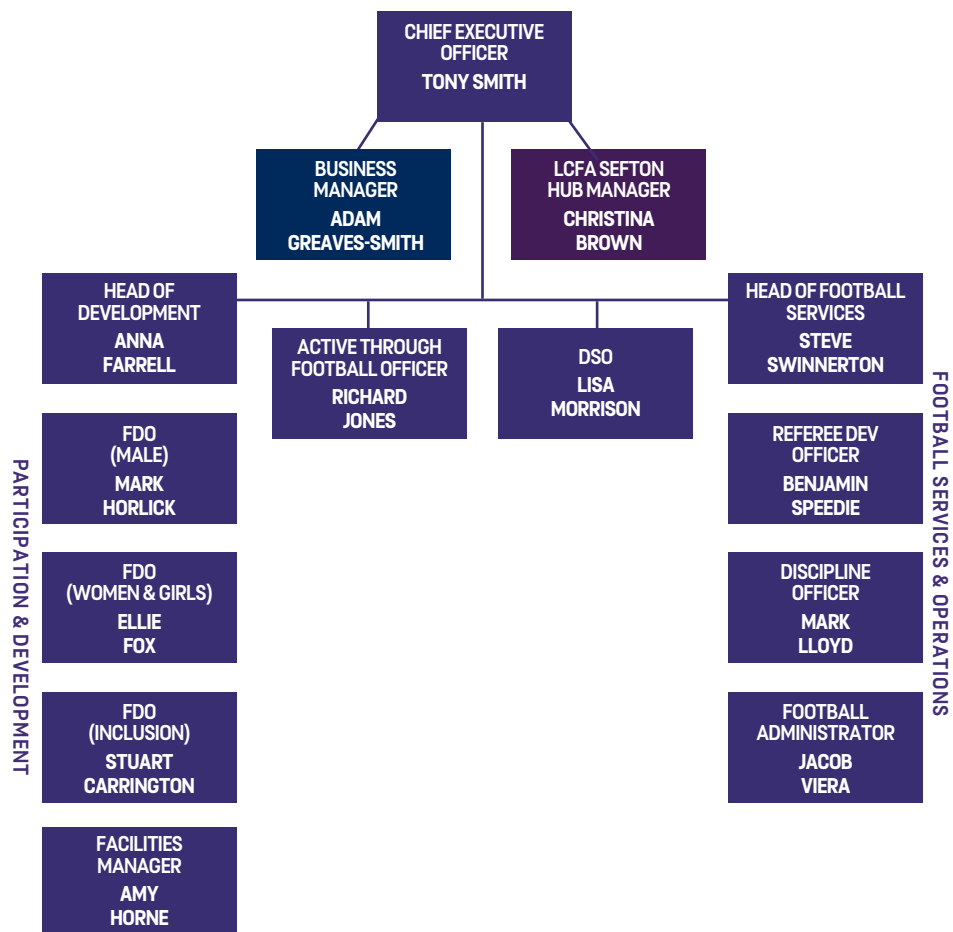 CHIEF EXECUTIVE
OFFICER
TONY SMITH
BUSINESS
MANAGER
ADAM
GREAVES-SMITH
LCFA SEFTON
HUB MANAGER
CHRISTINA
BROWN
HEAD OF
DEVELOPMENT
ANNA
FARRELL
ACTIVE THROUGH
FOOTBALL OFFICER
RICHARD
JONES
DSO
LISA
MORRISON
HEAD OF FOOTBALL
SERVICES
STEVE
SWINNERTON
PARTICIPATION & DEVELOPMENT
FDO
(MALE)
MARK
HORLICK
FDO
(WOMEN & GIRLS)
ELLIE
FOX
FDO
(INCLUSION)
STUART
CARRINGTON
FACILITIES
MANAGER
AMY
HORNE
FOOTBALL SERVICES & OPERATIONS
REFEREE DEV
OFFICER
BENJAMIN
SPEEDIE
DISCIPLINE
OFFICER
MARK
LLOYD
FOOTBALL
ADMINISTRATOR
JACOB
VIERA